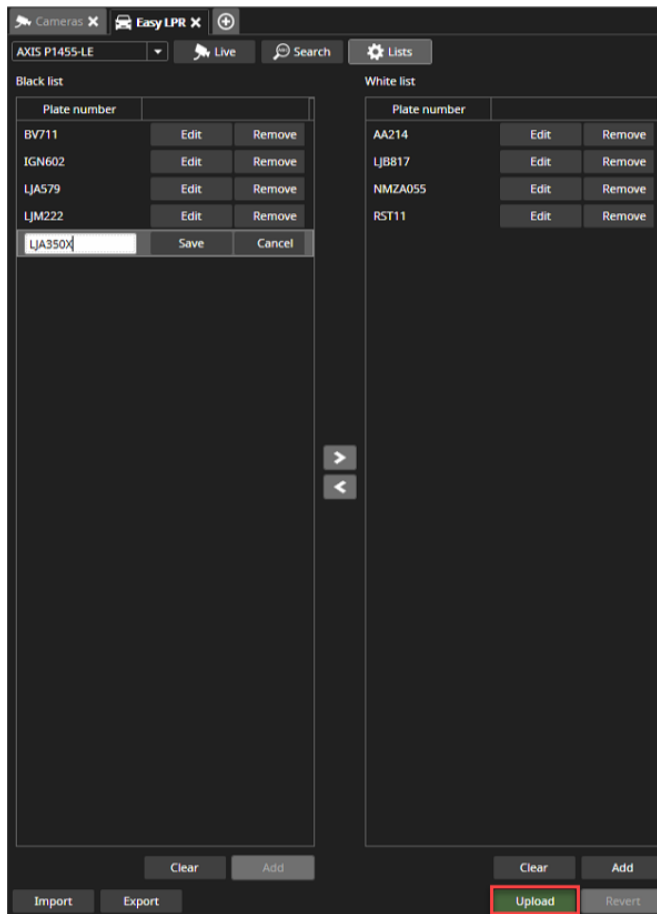 Cameras Easy LPR
AXIS P1455-LE Live Search Lists
Black list White list
Plate number Plate number
BV711 Edit Remove AA214 Edit Remove
IGN602 Edit Remove LJB817 Edit Remove
LJA579 Edit Remove NMZA055 Edit Remove
LJM222 Edit Remove RST11 Edit Remove
LJA350X Save Cancel
> 
<
Clear Add Clear Add
Import Export Upload Revert